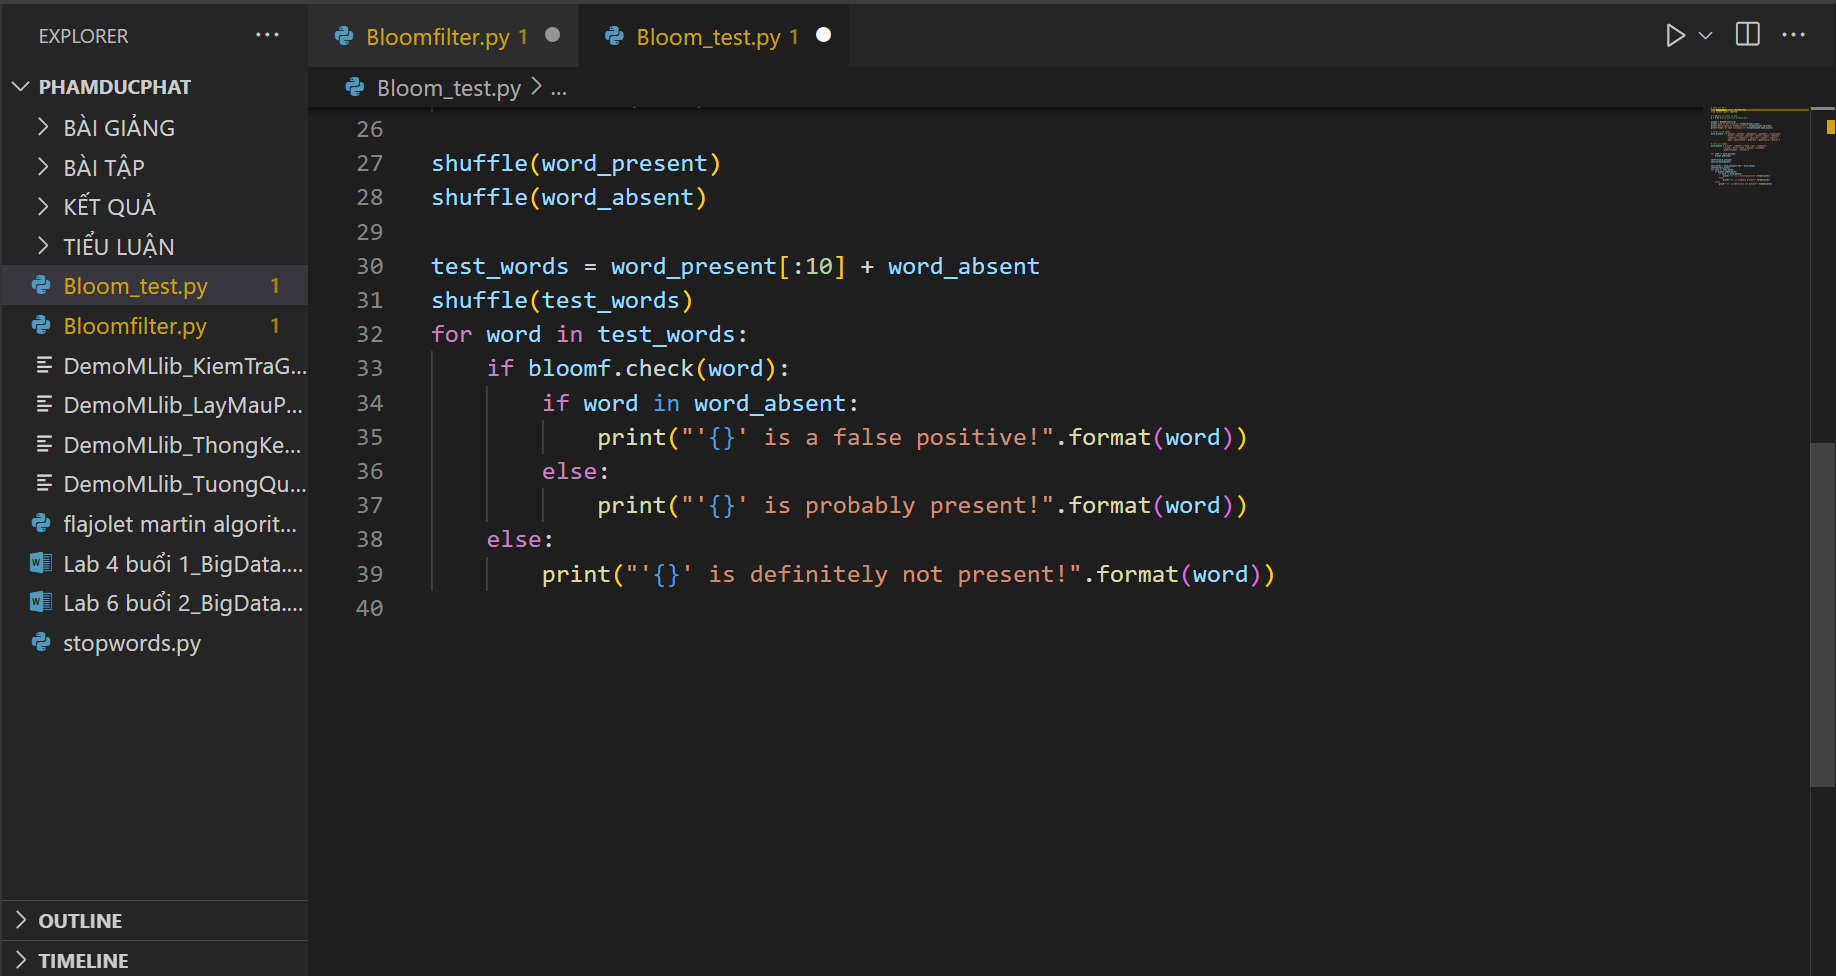 EXPLORER
PHAMDUCPHAT
BÀI GIẢNG
BÀI TẬP
KẾT QUẢ
TIỂU LUẬN
Bloom_test.py 1
Bloomfilter.py 1
DemoMLlib_KiemTraG...
DemoMLlib_LayMauP...
DemoMLlib_ThongKe...
DemoMLlib_TuongQu...
flajolet martin algorit...
Lab 4 buổi 1_BigData....
Lab 6 buổi 2_BigData....
stopwords.py
OUTLINE
TIMELINE
Bloomfilter.py 1
Bloom_test.py 1
Bloom_test.py > ...
26
27 shuffle(word_present)
28 shuffle(word_absent)
29
30 test_words = word_present[:10] + word_absent
31 shuffle(test_words)
32 for word in test_words:
33 if bloomf.check(word):
34 if word in word_absent:
35 print("'{}' is a false positive!".format(word))
36 else:
37 print("'{}' is probably present!".format(word))
38 else:
39 print("'{}' is definitely not present!".format(word))
40